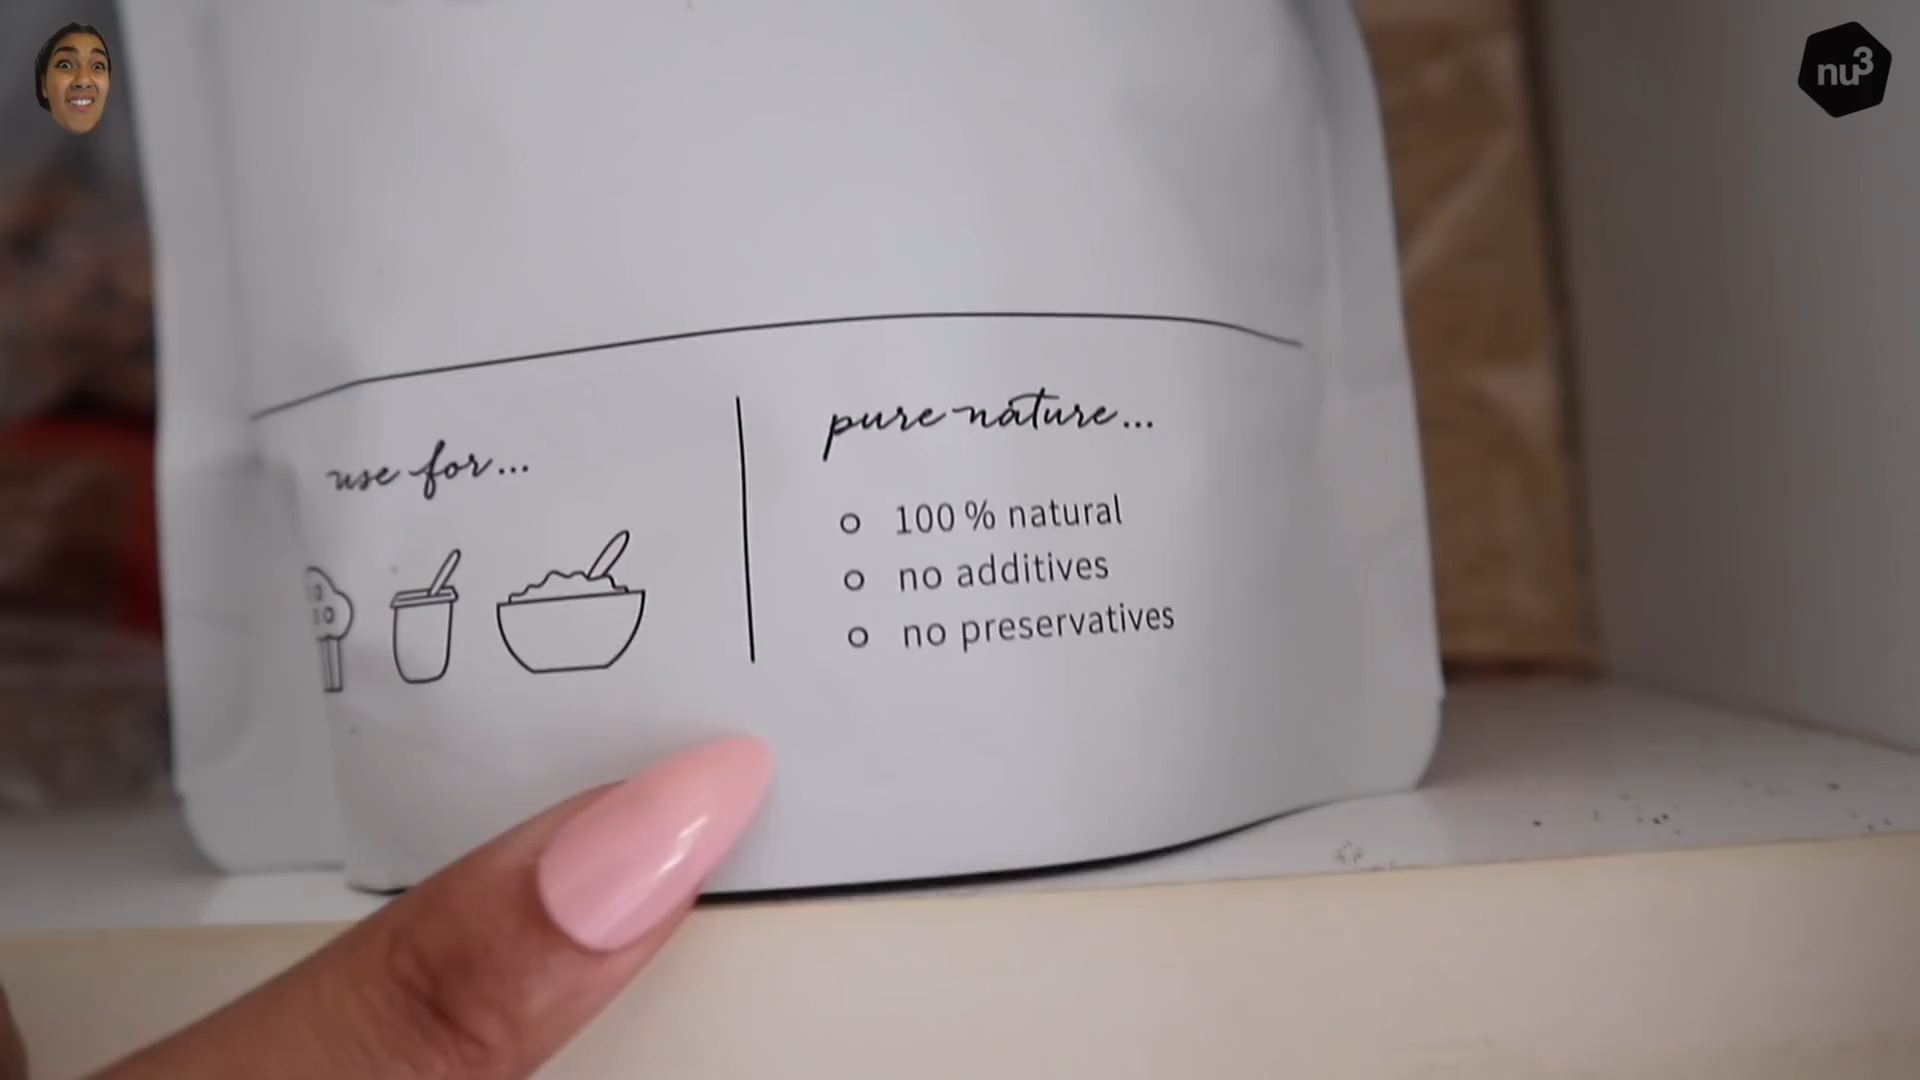 nu³
use for...
pure nature...
100 % natural
no additives
no preservatives